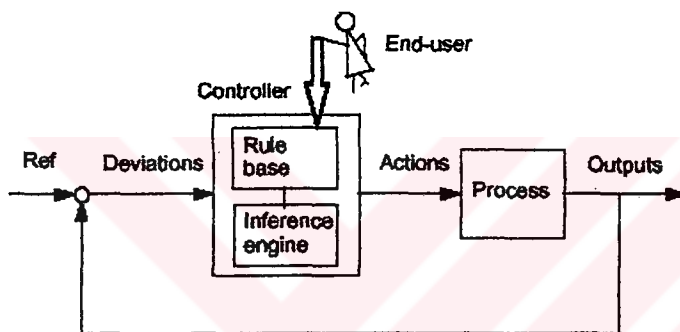 End-user
Controller
Ref
Deviations
Rule
base
Inference
engine
Actions
Process
Outputs